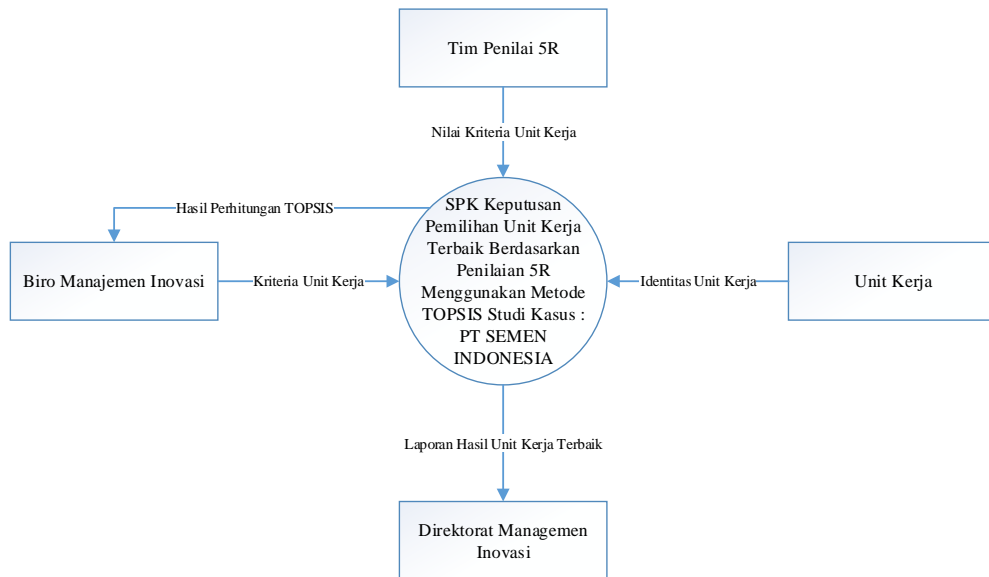 Tim Penilai 5R
Nilai Kriteria Unit Kerja
SPK Keputusan
Pemilihan Unit Kerja
Terbaik Berdasarkan
Penilaian 5R
Menggunakan Metode
TOPSIS Studi Kasus :
PT SEMEN
INDONESIA
Hasil Perhitungan TOPSIS
Biro Manajemen Inovasi
Kriteria Unit Kerja
Identitas Unit Kerja
Unit Kerja
Laporan Hasil Unit Kerja Terbaik
Direktorat Managemen
Inovasi